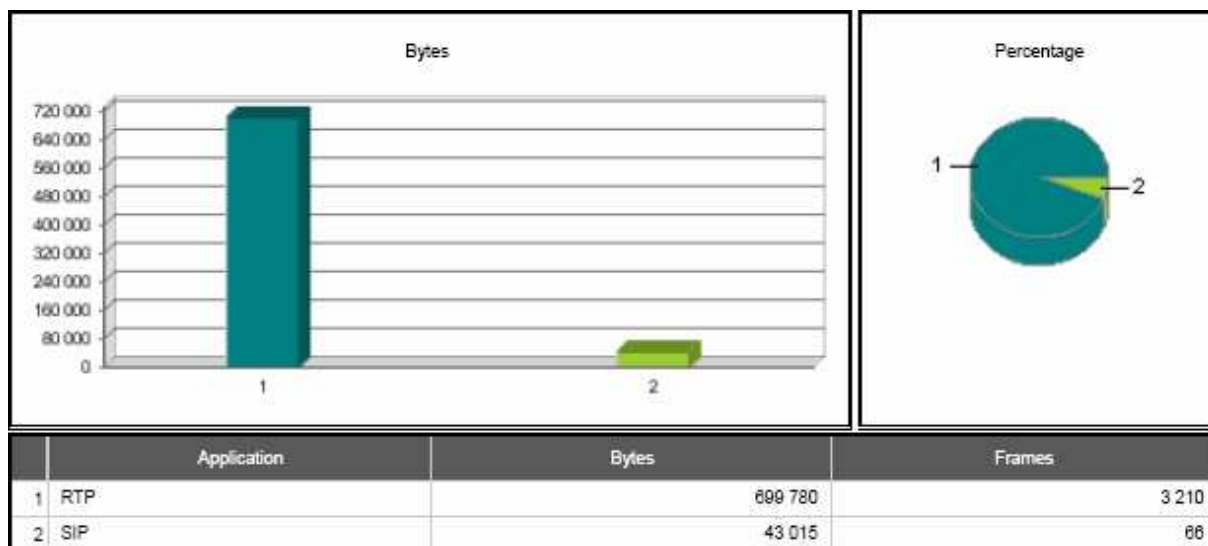 Bytes
720 000
640 000
560 000
480 000
400 000
320 000
240 000
160 000
80 000
0
1
2
Percentage
1
2
Application Bytes Frames
1 RTP 699 780 3 210
2 SIP 43 015 66